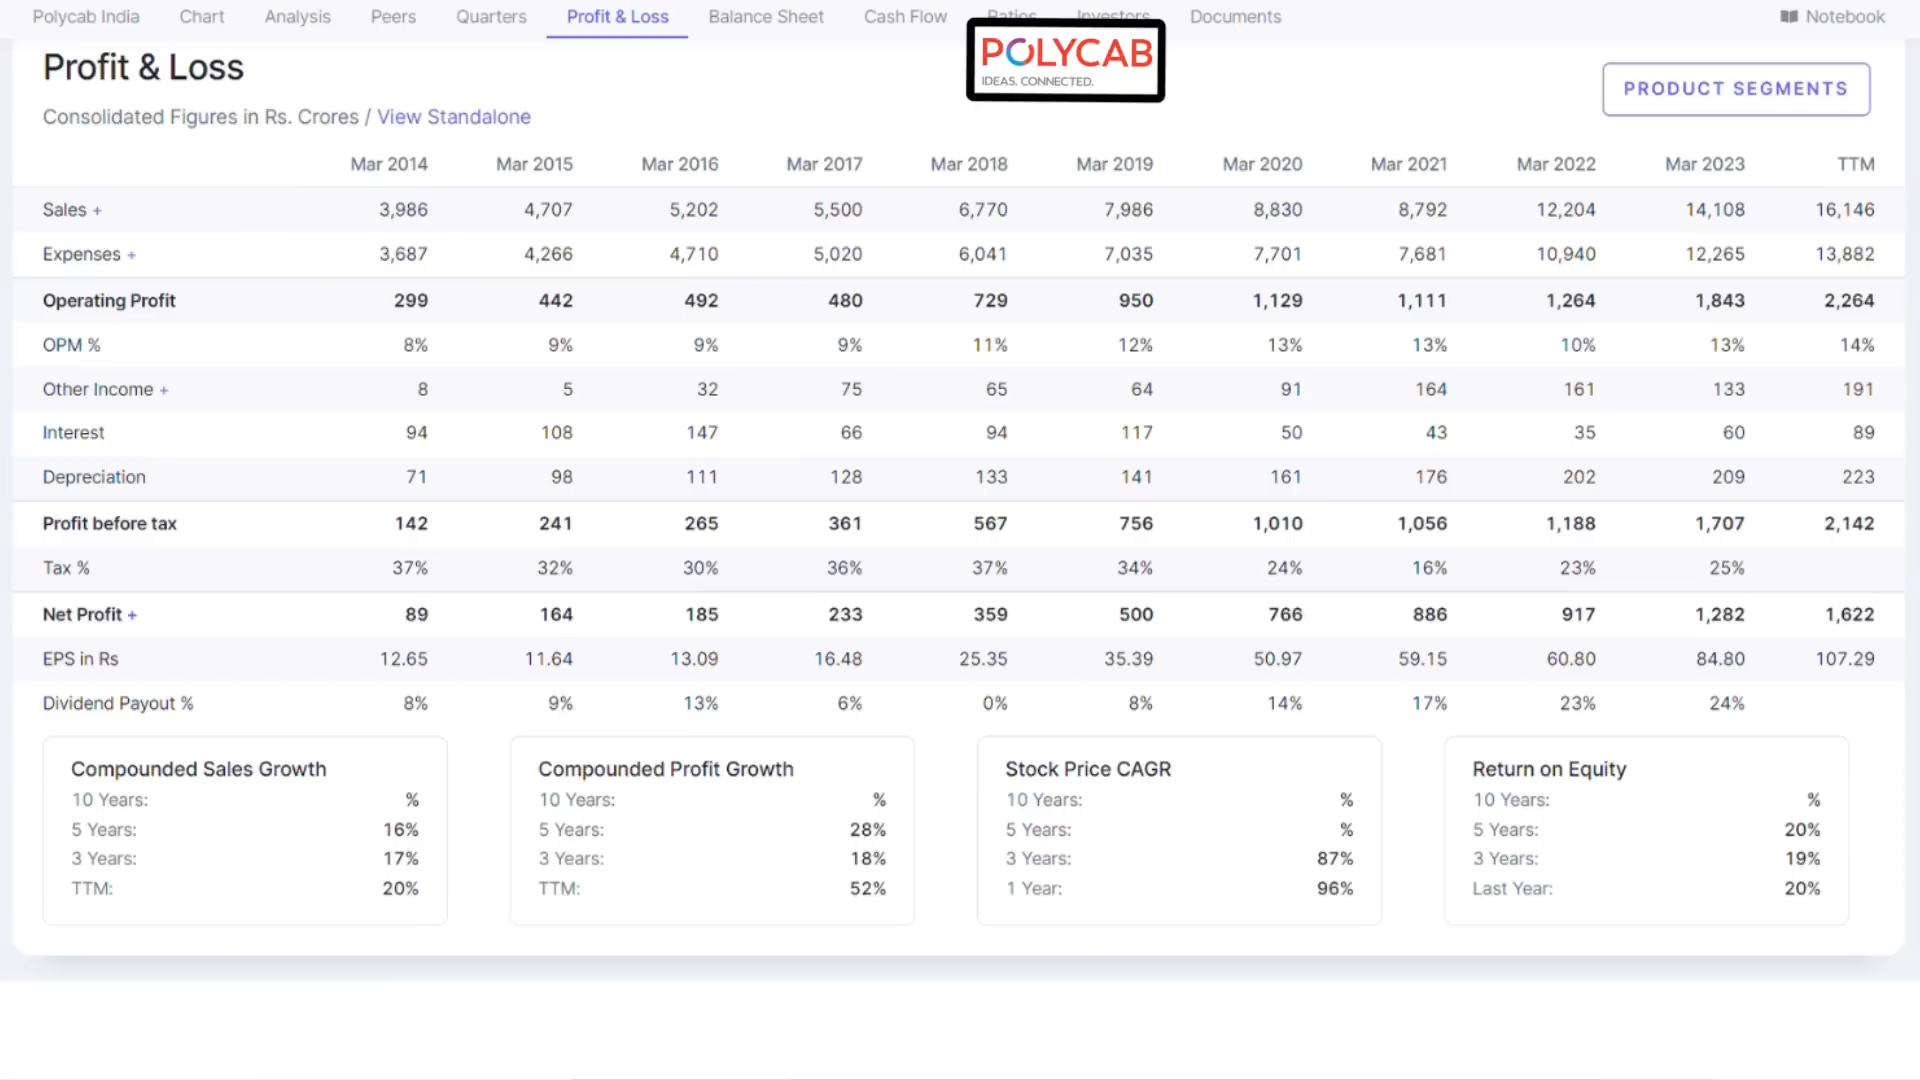 Polycab India Chart Analysis Peers Quarters Profit & Loss Balance Sheet Cash Flow Ratios Investors Documents Notebook
POLYCAB
IDEAS. CONNECTED.
Profit & Loss
PRODUCT SEGMENTS
Consolidated Figures in Rs. Crores / View Standalone
Mar 2014 Mar 2015 Mar 2016 Mar 2017 Mar 2018 Mar 2019 Mar 2020 Mar 2021 Mar 2022 Mar 2023 TTM
Sales + 3,986 4,707 5,202 5,500 6,770 7,986 8,830 8,792 12,204 14,108 16,146
Expenses + 3,687 4,266 4,710 5,020 6,041 7,035 7,701 7,681 10,940 12,265 13,882
Operating Profit 299 442 492 480 729 950 1,129 1,111 1,264 1,843 2,264
OPM % 8% 9% 9% 9% 11% 12% 13% 13% 10% 13% 14%
Other Income + 8 5 32 75 65 64 91 164 161 133 191
Interest 94 108 147 66 94 117 50 43 35 60 89
Depreciation 71 98 111 128 133 141 161 176 202 209 223
Profit before tax 142 241 265 361 567 756 1,010 1,056 1,188 1,707 2,142
Tax % 37% 32% 30% 36% 37% 34% 24% 16% 23% 25%
Net Profit + 89 164 185 233 359 500 766 886 917 1,282 1,622
EPS in Rs 12.65 11.64 13.09 16.48 25.35 35.39 50.97 59.15 60.80 84.80 107.29
Dividend Payout % 8% 9% 13% 6% 0% 8% 14% 17% 23% 24%
Compounded Sales Growth
10 Years: %
5 Years: 16%
3 Years: 17%
TTM: 20%
Compounded Profit Growth
10 Years: %
5 Years: 28%
3 Years: 18%
TTM: 52%
Stock Price CAGR
10 Years: %
5 Years: %
3 Years: 87%
1 Year: 96%
Return on Equity
10 Years: %
5 Years: 20%
3 Years: 19%
Last Year: 20%